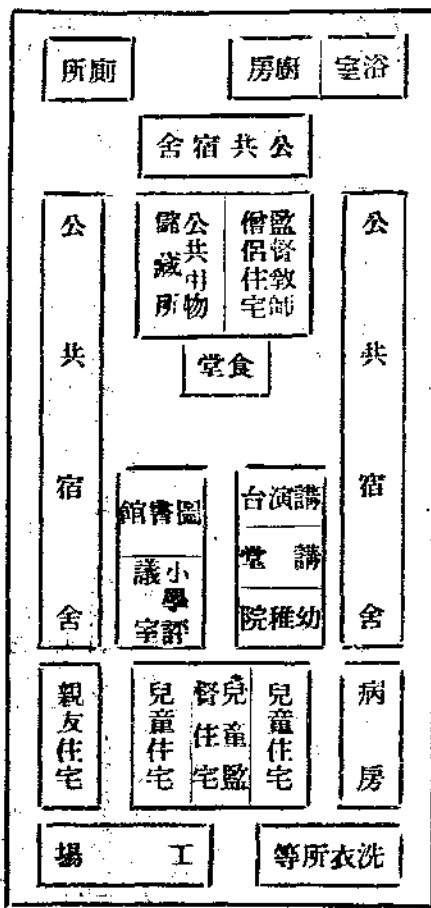 浴室
廚房
廁所
公共宿舍
公共宿舍
監督教師
僧侶住宅
公共用物
儲藏所
公共宿舍
食堂
講演台
講堂
幼稚院
圖書館
小學評
議室
病房
兒童住宅
兒童監
督住宅
兒童住宅
親友住宅
洗衣所等
工場